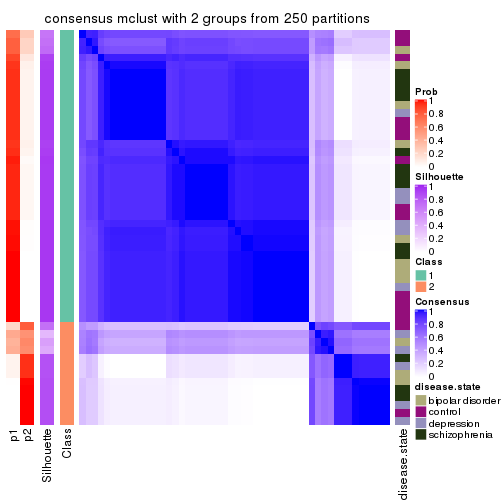 consensus mclust with 2 groups from 250 partitions
Prob
1
0.8
0.6
0.4
0.2
0
Silhouette
1
0.8
0.6
0.4
0.2
0
Class
1
2
Consensus
1
0.8
0.6
0.4
0.2
0
disease.state
bipolar disorder
control
depression
schizophrenia
p1
p2
Silhouette
Class
disease.state